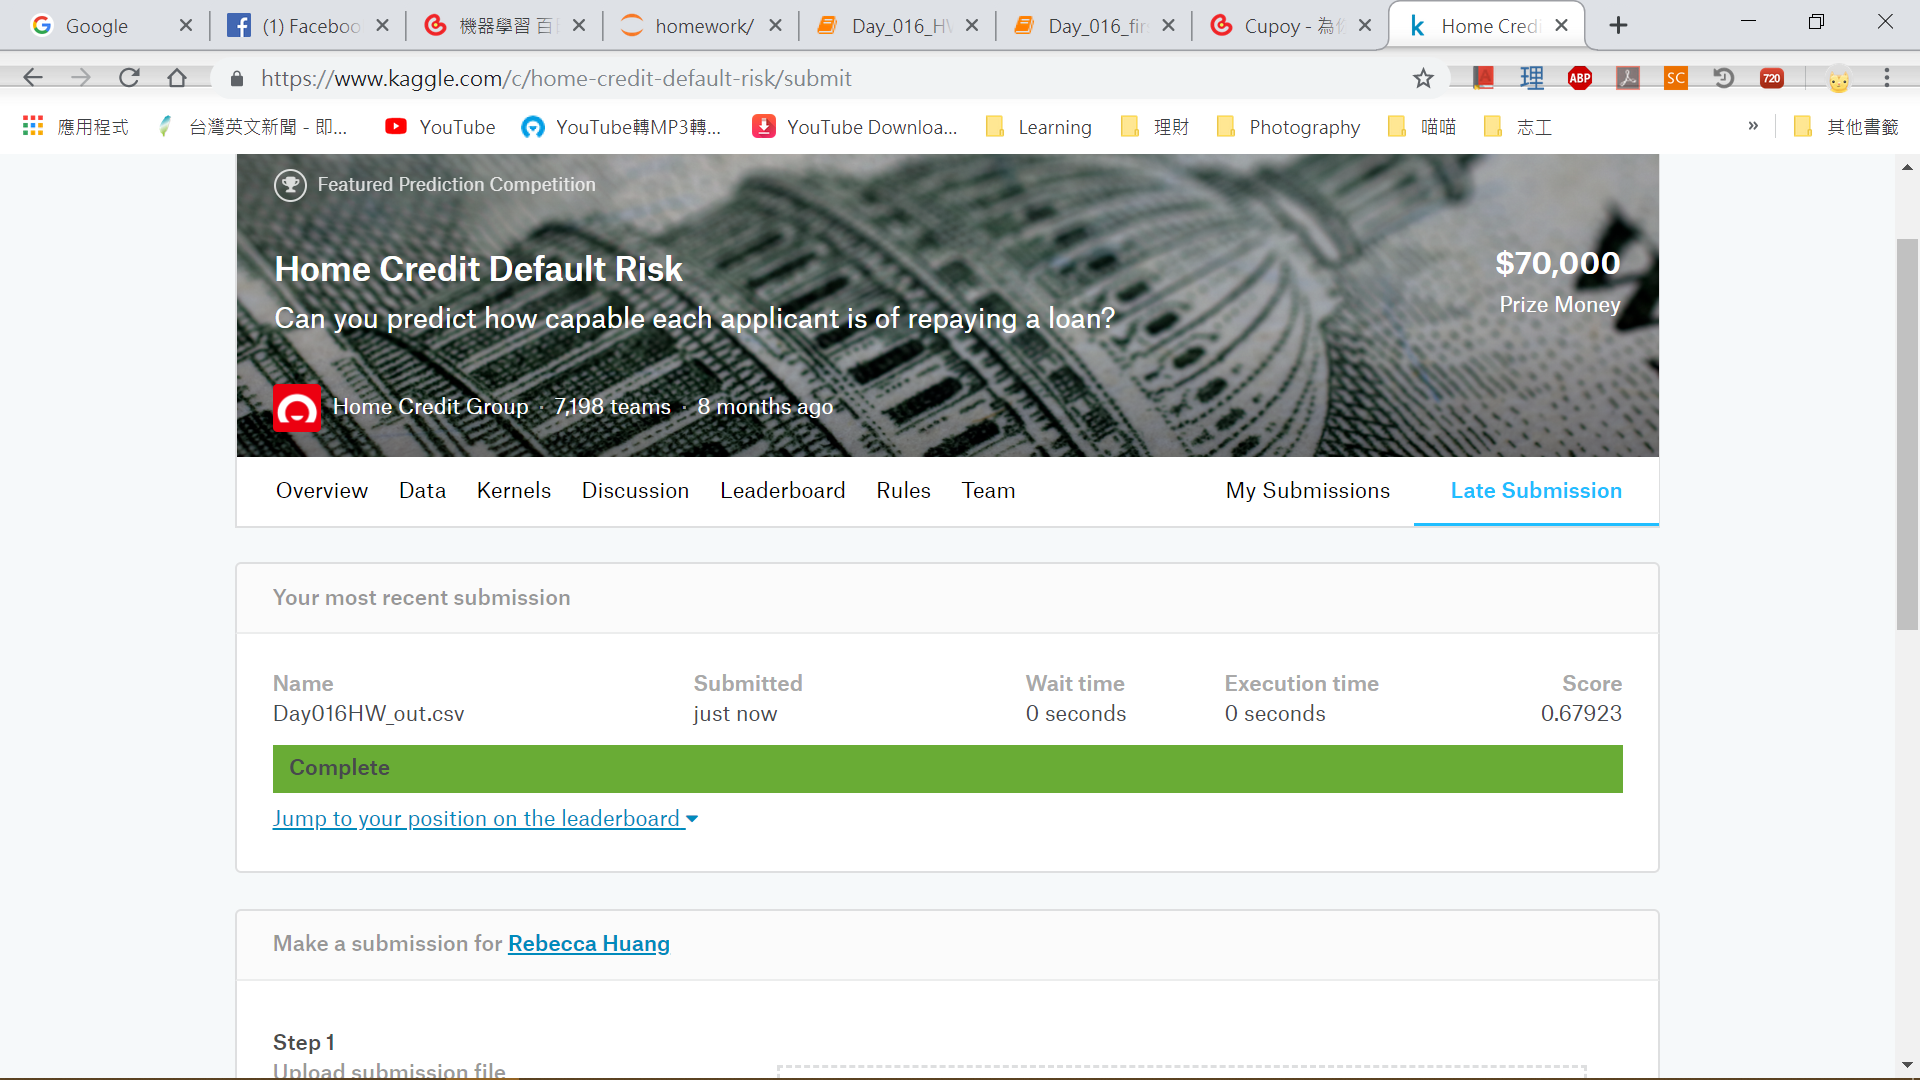 Google
(1) Faceboo
機器學習 百
homework/
Day_016_HW
Day_016_firs
Cupoy - 為你
Home Credi
https://www.kaggle.com/c/home-credit-default-risk/submit
理
ABP
SC
720
應用程式
台灣英文新聞 - 即...
YouTube
YouTube轉MP3轉...
YouTube Downloa...
Learning
理財
Photography
喵喵
志工
»
其他書籤
Featured Prediction Competition
Home Credit Default Risk
Can you predict how capable each applicant is of repaying a loan?
$70,000
Prize Money
Home Credit Group · 7,198 teams · 8 months ago
Overview
Data
Kernels
Discussion
Leaderboard
Rules
Team
My Submissions
Late Submission
Your most recent submission
Name
Submitted
Wait time
Execution time
Score
Day016HW_out.csv
just now
0 seconds
0 seconds
0.67923
Complete
Jump to your position on the leaderboard
Make a submission for Rebecca Huang
Step 1
Upload submission file